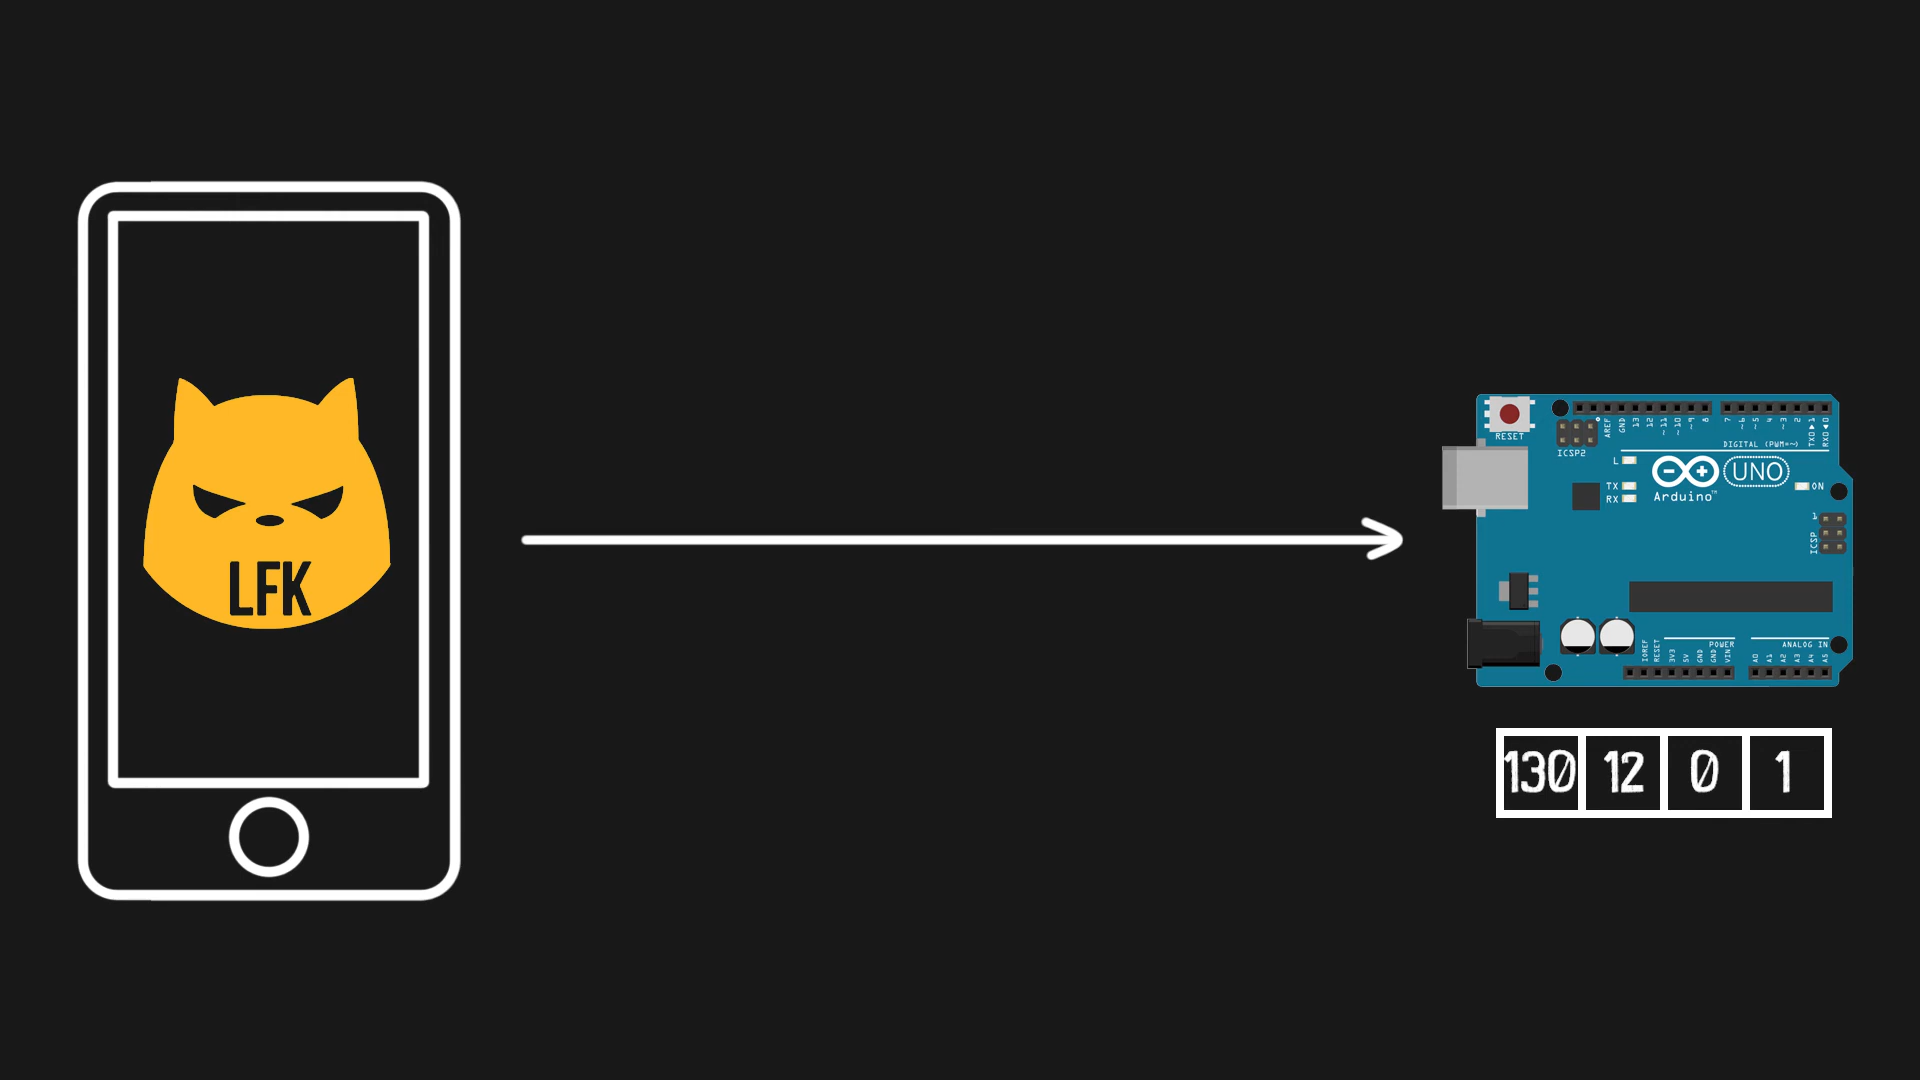 LFK
RESET
ICSP2
AREF
GND
13
12
~11
~10
~9
8
7
~6
~5
4
~3
2
TX0▶1
RX0◀0
DIGITAL (PWM=~)
L
TX
RX
UNO
Arduino™
ON
1
ICSP
IOREF
RESET
3V3
5V
GND
GND
VIN
POWER
ANALOG IN
A0
A1
A2
A3
A4
A5
130 12 0 1